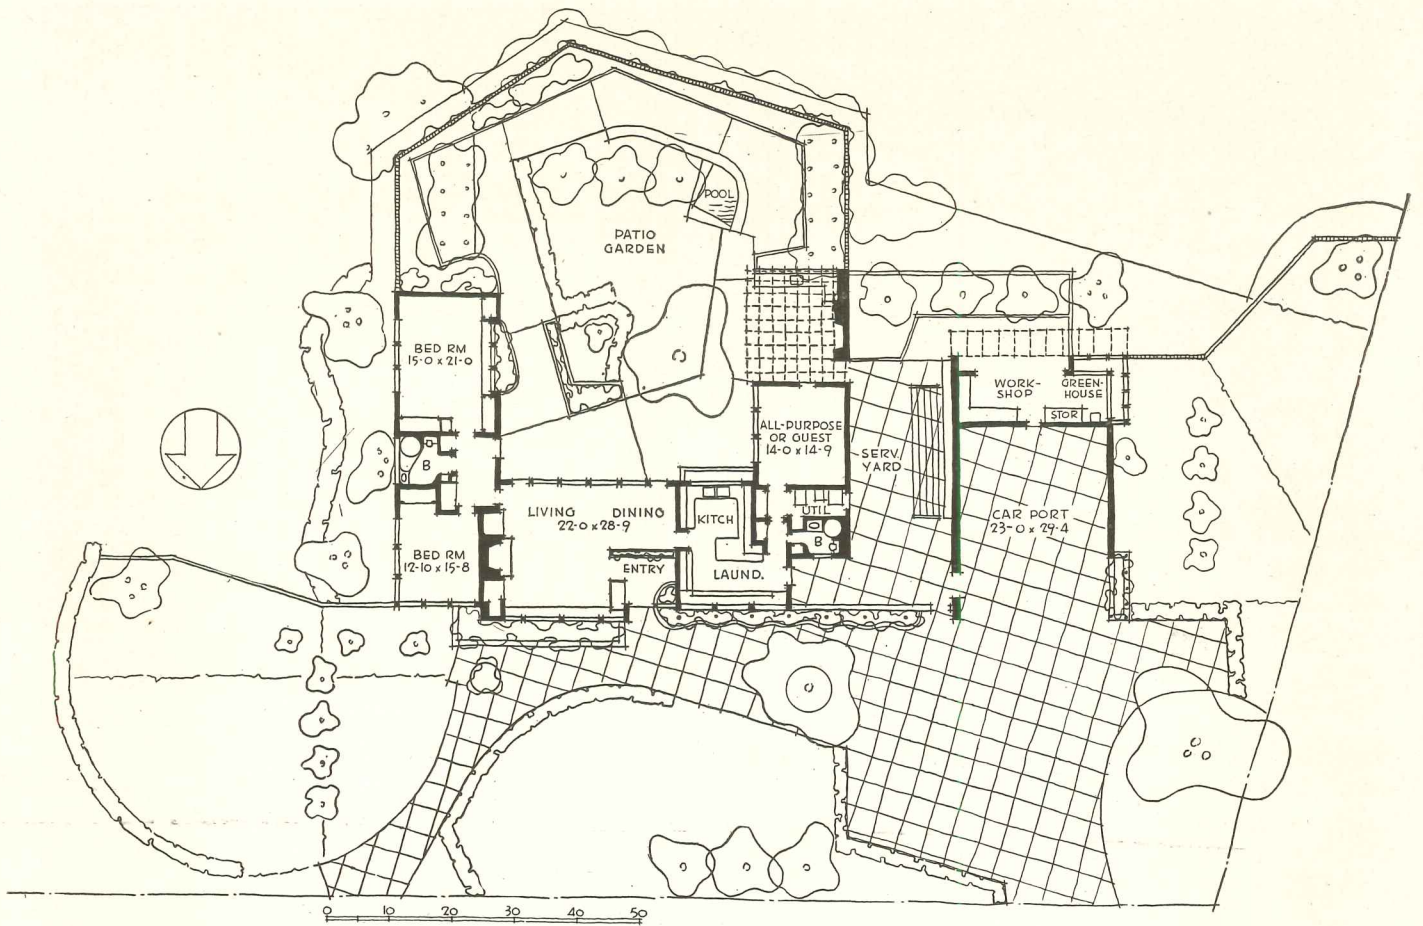 POOL
PATIO
GARDEN
BED RM
15-0 x 21-0
WORK-
SHOP
GREEN-
HOUSE
STOR
ALL-PURPOSE
OR GUEST
14-0 x 14-9
SERV.
YARD
B
LIVING DINING
22-0 x 28-9
KITCH
UTIL
CAR PORT
23-0 x 29-4
B
BED RM
12-10 x 15-8
ENTRY
LAUND.
0 10 20 30 40 50